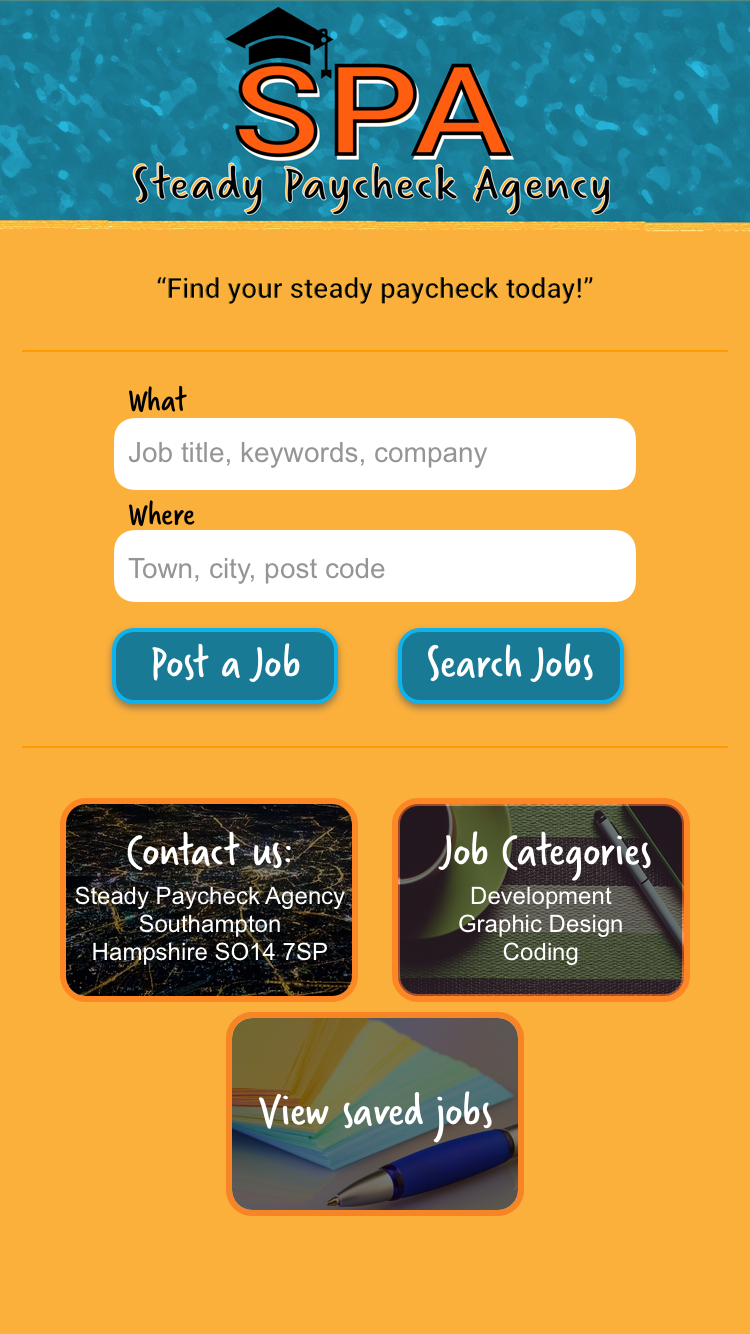 SPA
Steady Paycheck Agency
“Find your steady paycheck today!”
What
Job title, keywords, company
Where
Town, city, post code
Post a Job
Search Jobs
Contact us:
Steady Paycheck Agency
Southampton
Hampshire SO14 7SP
Job Categories
Development
Graphic Design
Coding
View saved jobs